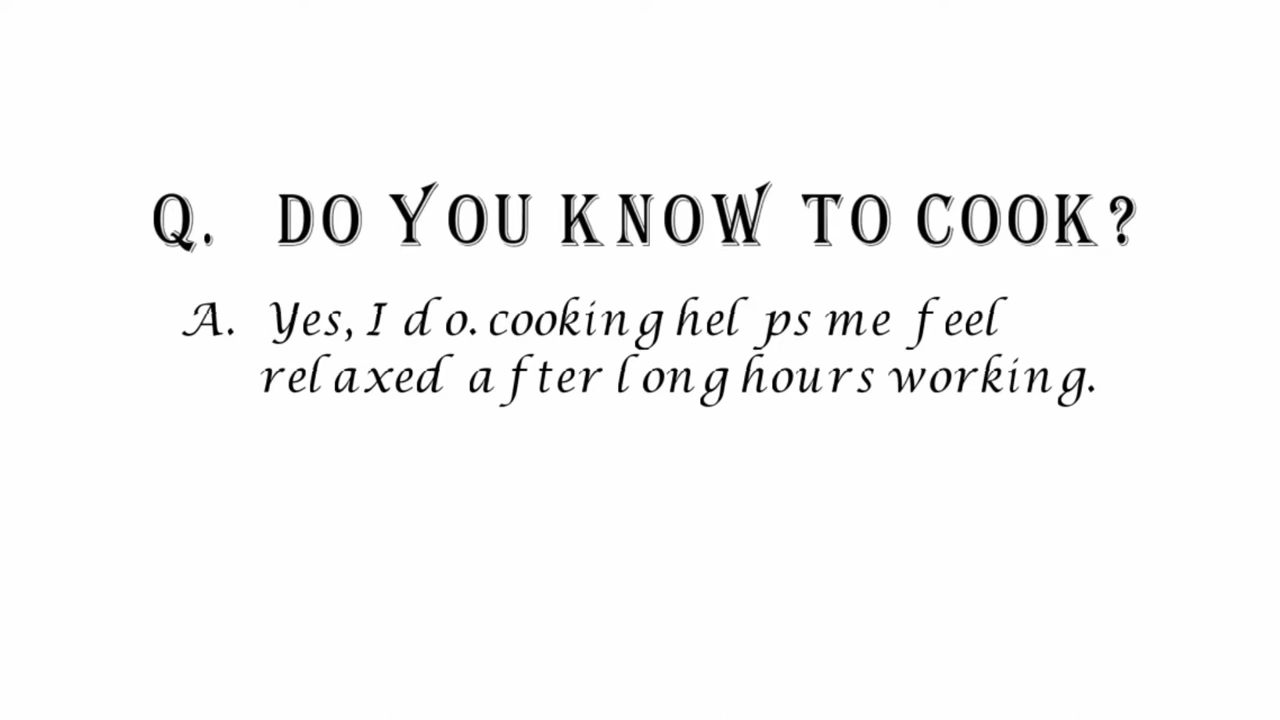 Q. DO YOU KNOW TO COOK?
A. Yes, I do. cooking helps me feel
relaxed after long hours working.